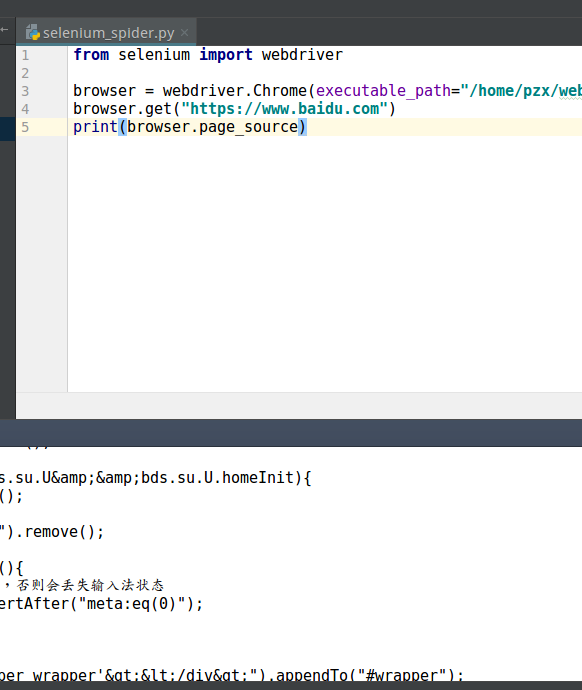 selenium_spider.py
1 from selenium import webdriver
2
3 browser = webdriver.Chrome(executable_path="/home/pzx/web
4 browser.get("https://www.baidu.com")
5 print(browser.page_source)
s.su.U&amp;&amp;bds.su.U.homeInit){
();
").remove();
(){
，否则会丢失输入法状态
ertAfter("meta:eq(0)");
per_wrapper'&gt;&lt;/div&gt;").appendTo("#wrapper");